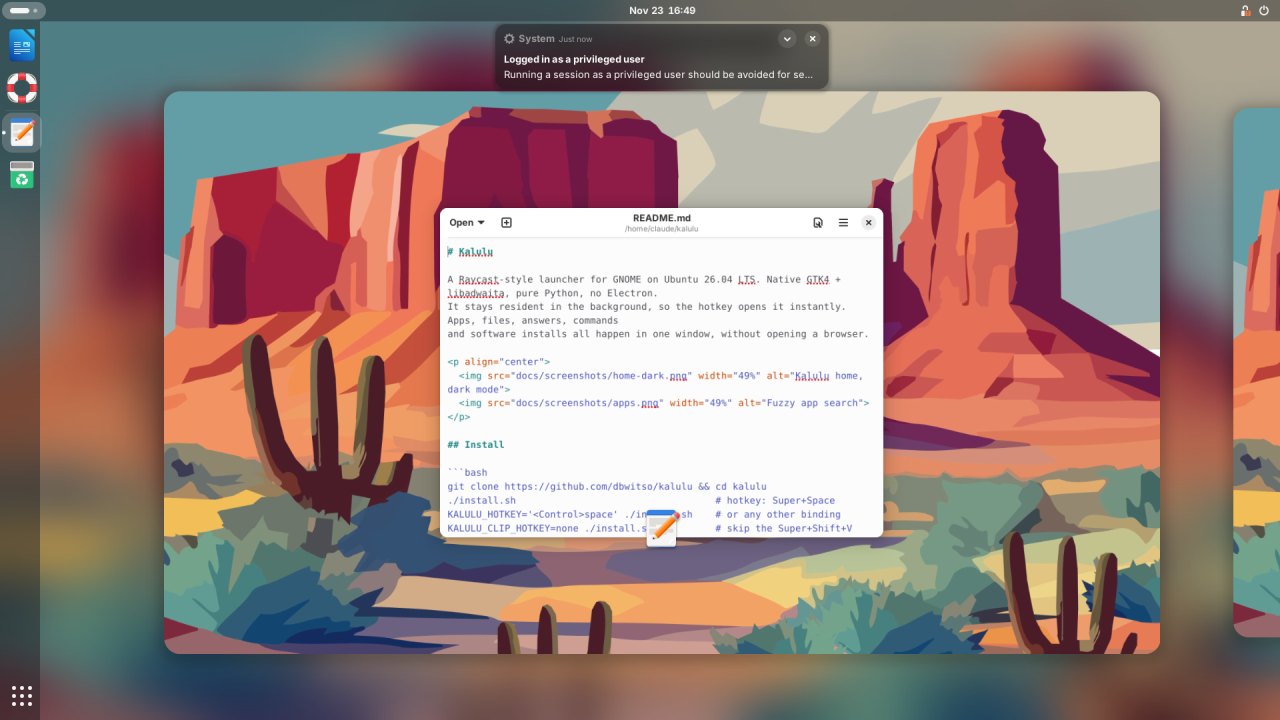 Nov 23 16:49
System Just now
Logged in as a privileged user
Running a session as a privileged user should be avoided for se...
Open
README.md
/home/claude/kalulu
# Kalulu
A Raycast-style launcher for GNOME on Ubuntu 26.04 LTS. Native GTK4 +
libadwaita, pure Python, no Electron.
It stays resident in the background, so the hotkey opens it instantly.
Apps, files, answers, commands
and software installs all happen in one window, without opening a browser.
<p align="center">
<img src="docs/screenshots/home-dark.png" width="49%" alt="Kalulu home,
dark mode">
<img src="docs/screenshots/apps.png" width="49%" alt="Fuzzy app search">
</p>
## Install
```bash
git clone https://github.com/dbwitso/kalulu && cd kalulu
./install.sh # hotkey: Super+Space
KALULU_HOTKEY='<Control>space' ./in sh # or any other binding
KALULU_CLIP_HOTKEY=none ./install.s # skip the Super+Shift+V